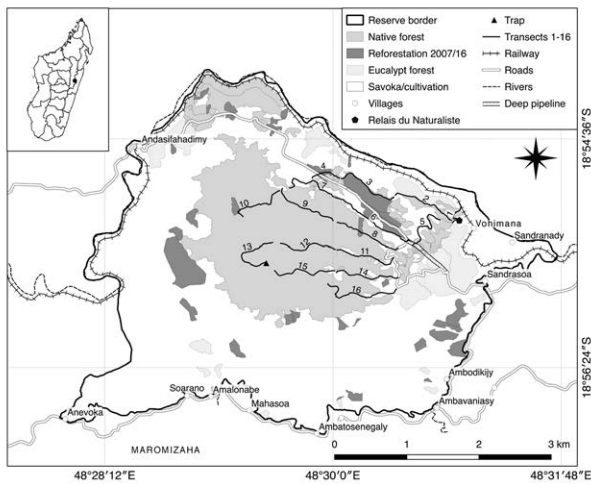 Reserve border
Native forest
Reforestation 2007/16
Eucalypt forest
Savoka/cultivation
Villages
Relais du Naturaliste
Trap
Transects 1-16
Railway
Roads
Rivers
Deep pipeline
18°54'36"S
Andasifahadimy
4
3
7
2
10
9
6
5
Vohimana
8
Sandranady
13
12
11
15
14
Sandrasoa
16
18°56'24"S
Ambodikijy
Soarano
Amalonabe
Anevoka
Mahasoa
Ambavaniasy
Ambatosenegaly
MAROMIZAHA
0 1 2 3 km
48°28'12"E 48°30'0"E 48°31'48"E